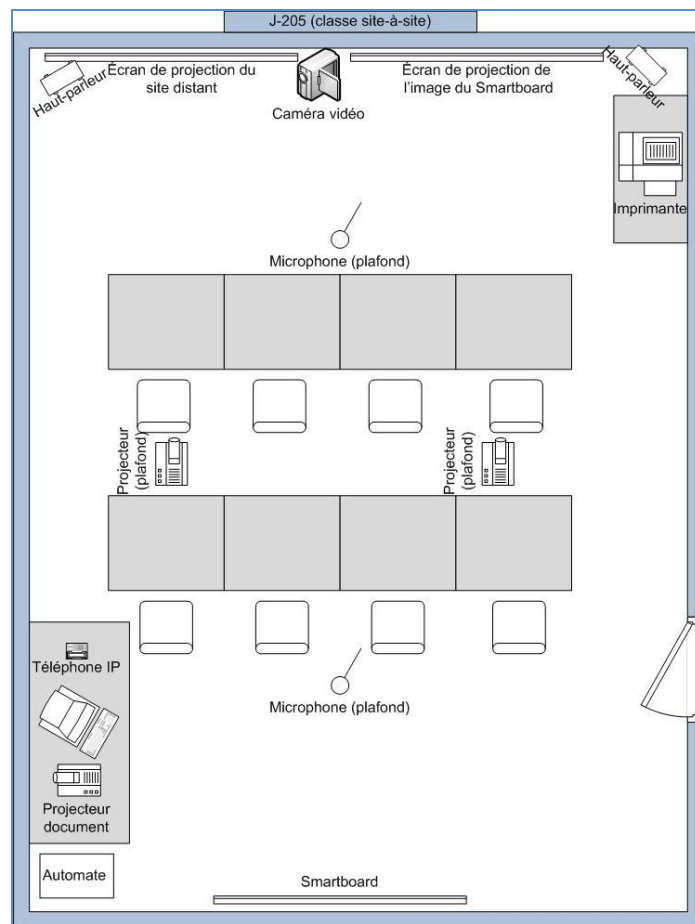 J-205 (classe site-à-site)
Haut-parleur
Écran de projection du
site distant
Caméra vidéo
Écran de projection de
l'image du Smartboard
Haut-parleur
Imprimante
Microphone (plafond)
Projecteur
(plafond)
Projecteur
(plafond)
Téléphone IP
Microphone (plafond)
Projecteur
document
Automate
Smartboard